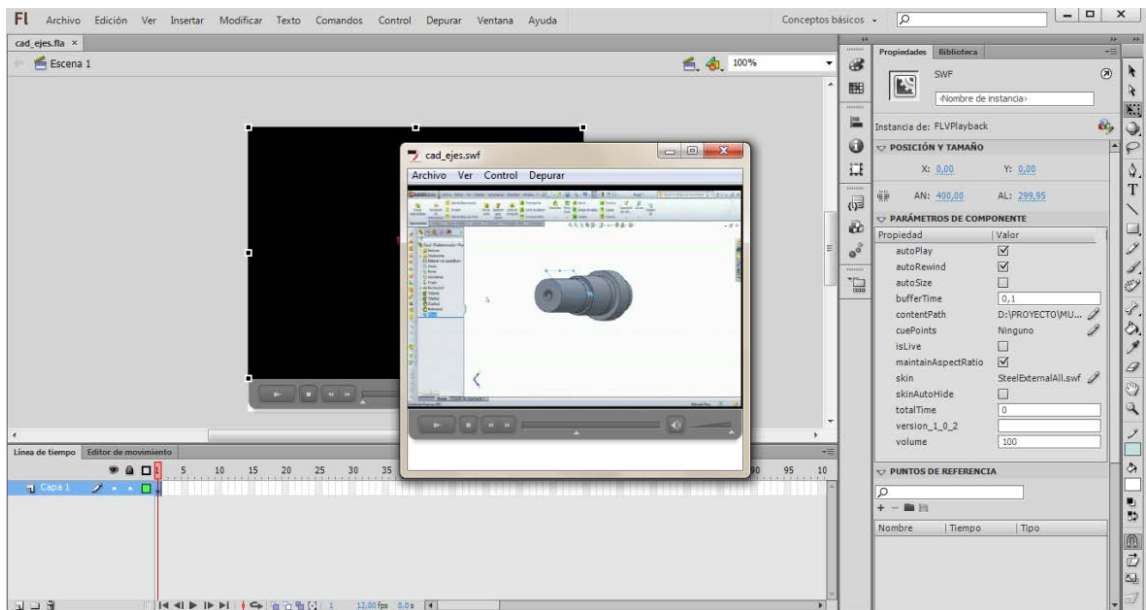 Fl Archivo Edición Ver Insertar Modificar Texto Comandos Control Depurar Ventana Ayuda Conceptos básicos
cad_ejes.fla ×
Escena 1 100%
cad_ejes.swf
Archivo Ver Control Depurar
Propiedades Biblioteca
SWF
<Nombre de instancia>
Instancia de: FLVPlayback
POSICIÓN Y TAMAÑO
X: 0,00 Y: 0,00
AN: 400,00 AL: 299,95
PARÁMETROS DE COMPONENTE
Propiedad Valor
autoPlay
autoRewind
autoSize
bufferTime 0,1
contentPath D:\PROYECTO\MU...
cuePoints Ninguno
isLive
maintainAspectRatio
skin SteelExternalAll.swf
skinAutoHide
totalTime 0
version_1_0_2
volume 100
PUNTOS DE REFERENCIA
Nombre Tiempo Tipo
Línea de tiempo Editor de movimiento
1 5 10 15 20 25 30 35 90 95 10
Capa 1
1 12,00 fps 0,0 s